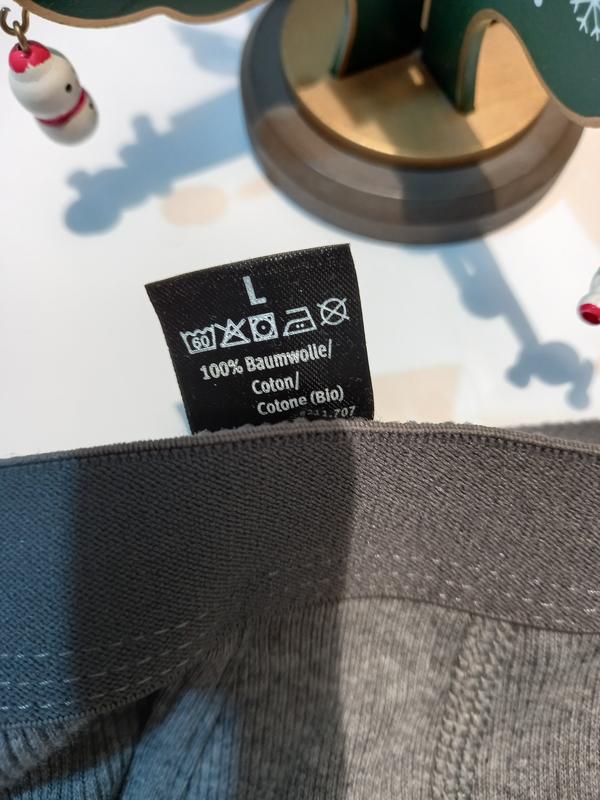 L
60
100% Baumwolle/
Coton/
Cotone (Bio)